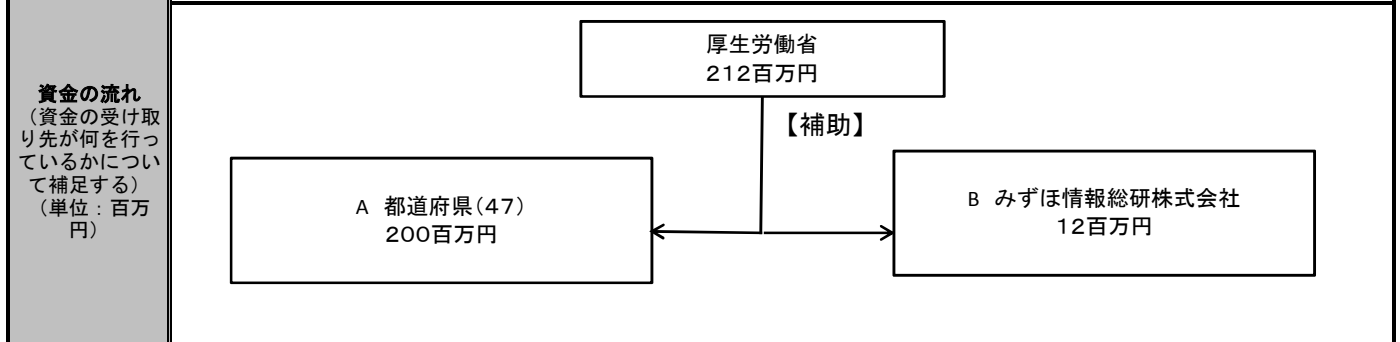 資金の流れ
（資金の受け取
り先が何を行っ
ているかについ
て補足する）
（単位：百万
円）
厚生労働省
２１２百万円
【補助】
A　都道府県（４７）
２００百万円
B　みずほ情報総研株式会社
１２百万円